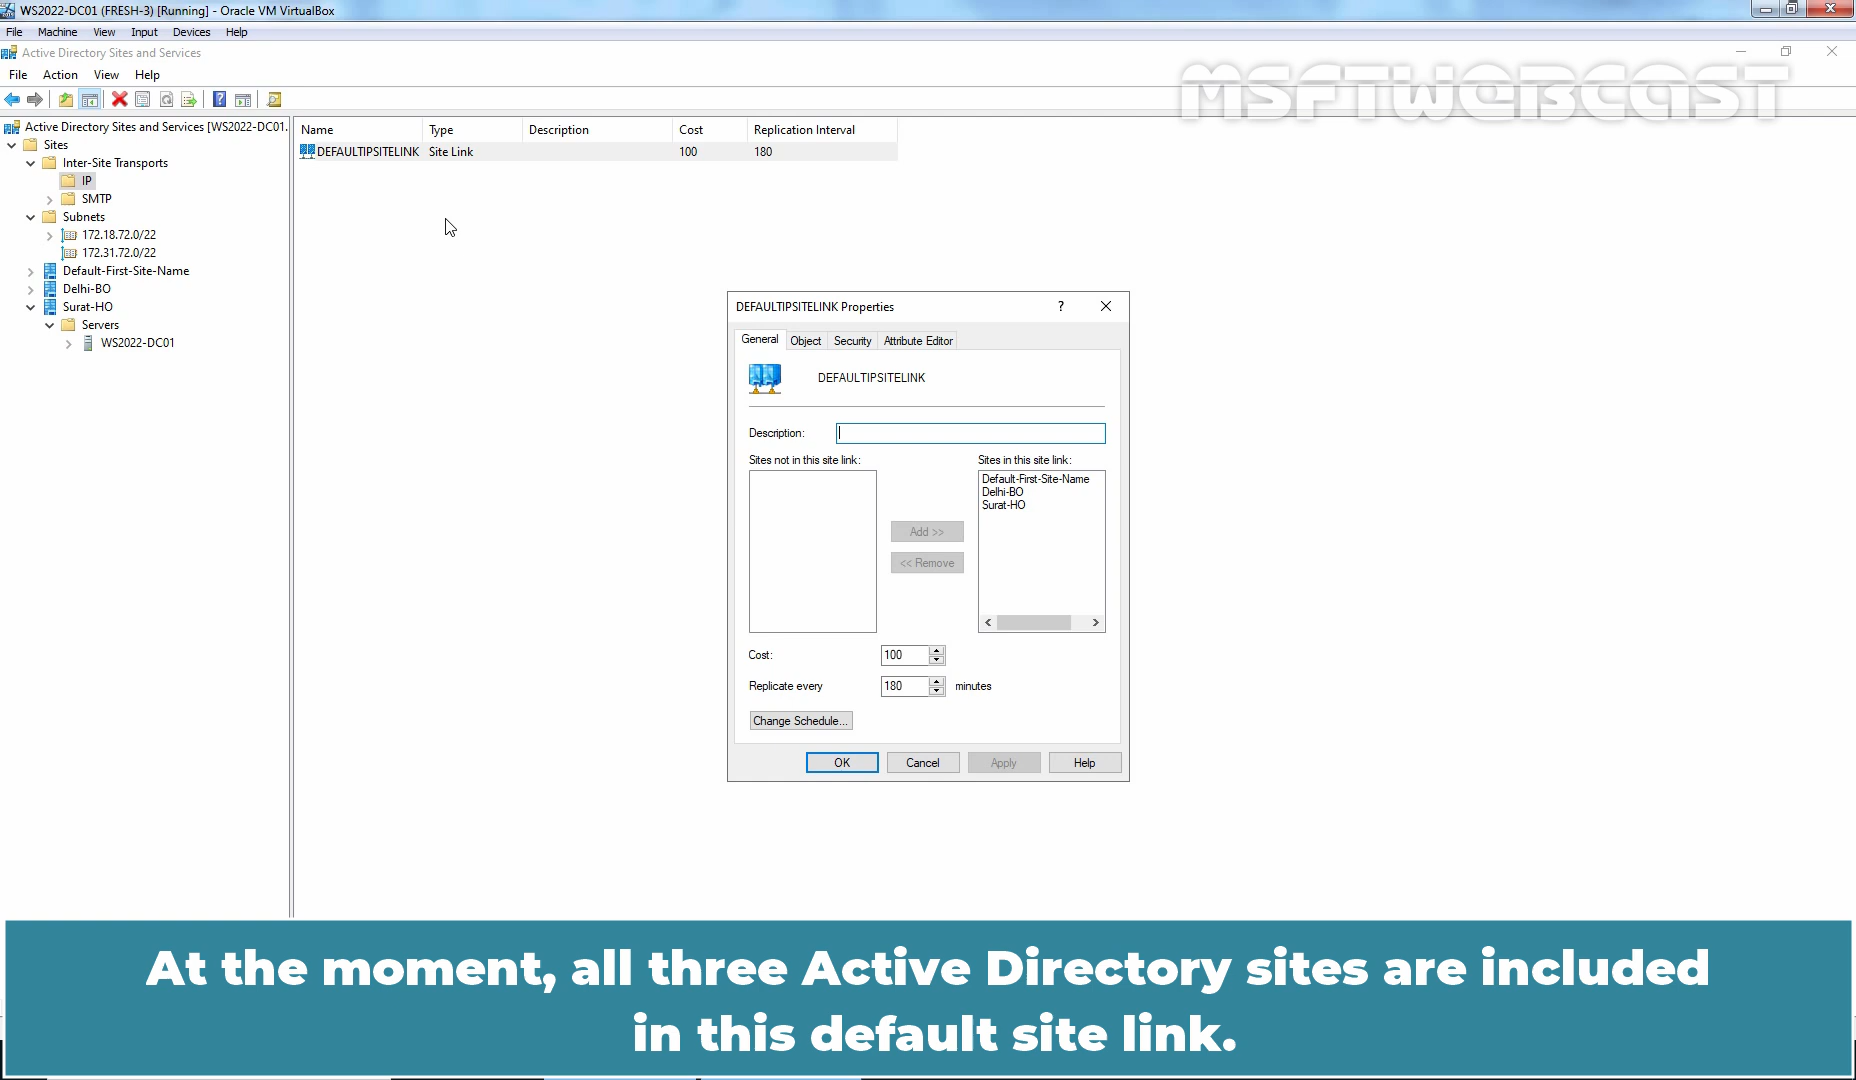 WS2022-DC01 (FRESH-3) [Running] - Oracle VM VirtualBox
File Machine View Input Devices Help
Active Directory Sites and Services
File Action View Help
MSFTWEBCAST
Active Directory Sites and Services [WS2022-DC01.
Sites
Inter-Site Transports
IP
SMTP
Subnets
172.18.72.0/22
172.31.72.0/22
Default-First-Site-Name
Delhi-BO
Surat-HO
Servers
WS2022-DC01
Name Type Description Cost Replication Interval
DEFAULTIPSITELINK Site Link 100 180
DEFAULTIPSITELINK Properties
General Object Security Attribute Editor
DEFAULTIPSITELINK
Description:
Sites not in this site link: Sites in this site link:
Default-First-Site-Name
Delhi-BO
Surat-HO
Add >>
<< Remove
Cost: 100
Replicate every 180 minutes
Change Schedule...
OK Cancel Apply Help
At the moment, all three Active Directory sites are included
in this default site link.